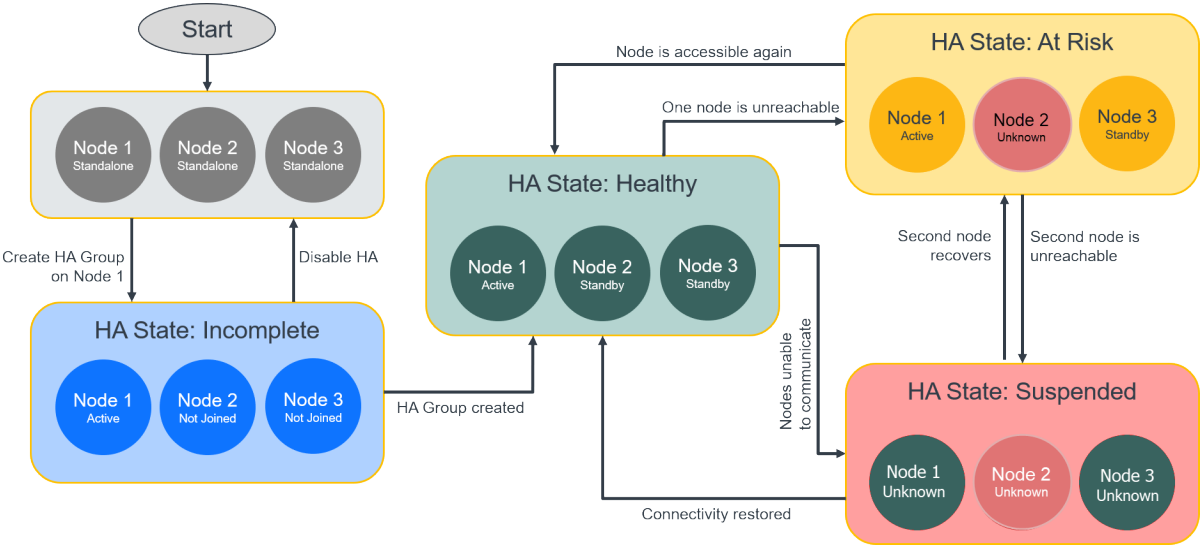 Start
Node 1
Standalone
Node 2
Standalone
Node 3
Standalone
Create HA Group
on Node 1
Disable HA
HA State: Incomplete
Node 1
Active
Node 2
Not Joined
Node 3
Not Joined
HA Group created
HA State: Healthy
Node 1
Active
Node 2
Standby
Node 3
Standby
Node is accessible again
One node is unreachable
HA State: At Risk
Node 1
Active
Node 2
Unknown
Node 3
Standby
Second node
recovers
Second node is
unreachable
Nodes unable
to communicate
Connectivity restored
HA State: Suspended
Node 1
Unknown
Node 2
Unknown
Node 3
Unknown